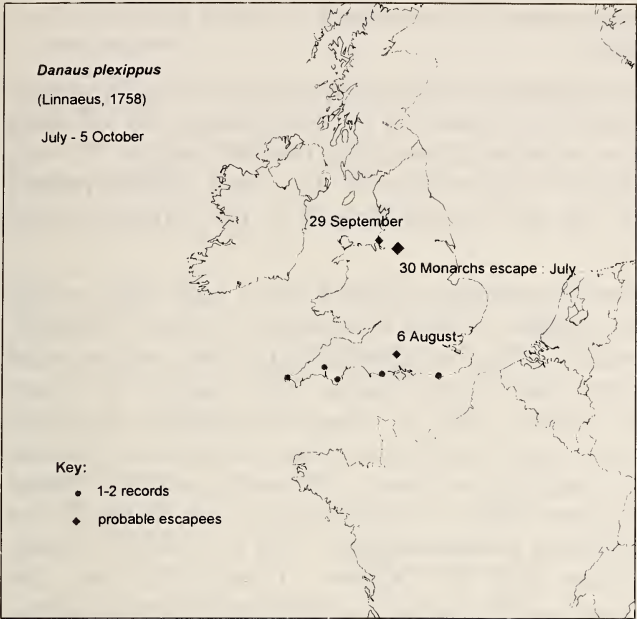 Danaus plexippus
(Linnaeus, 1758)
July - 5 October
29 September
30 Monarchs escape : July
6 August
Key:
1-2 records
probable escapees